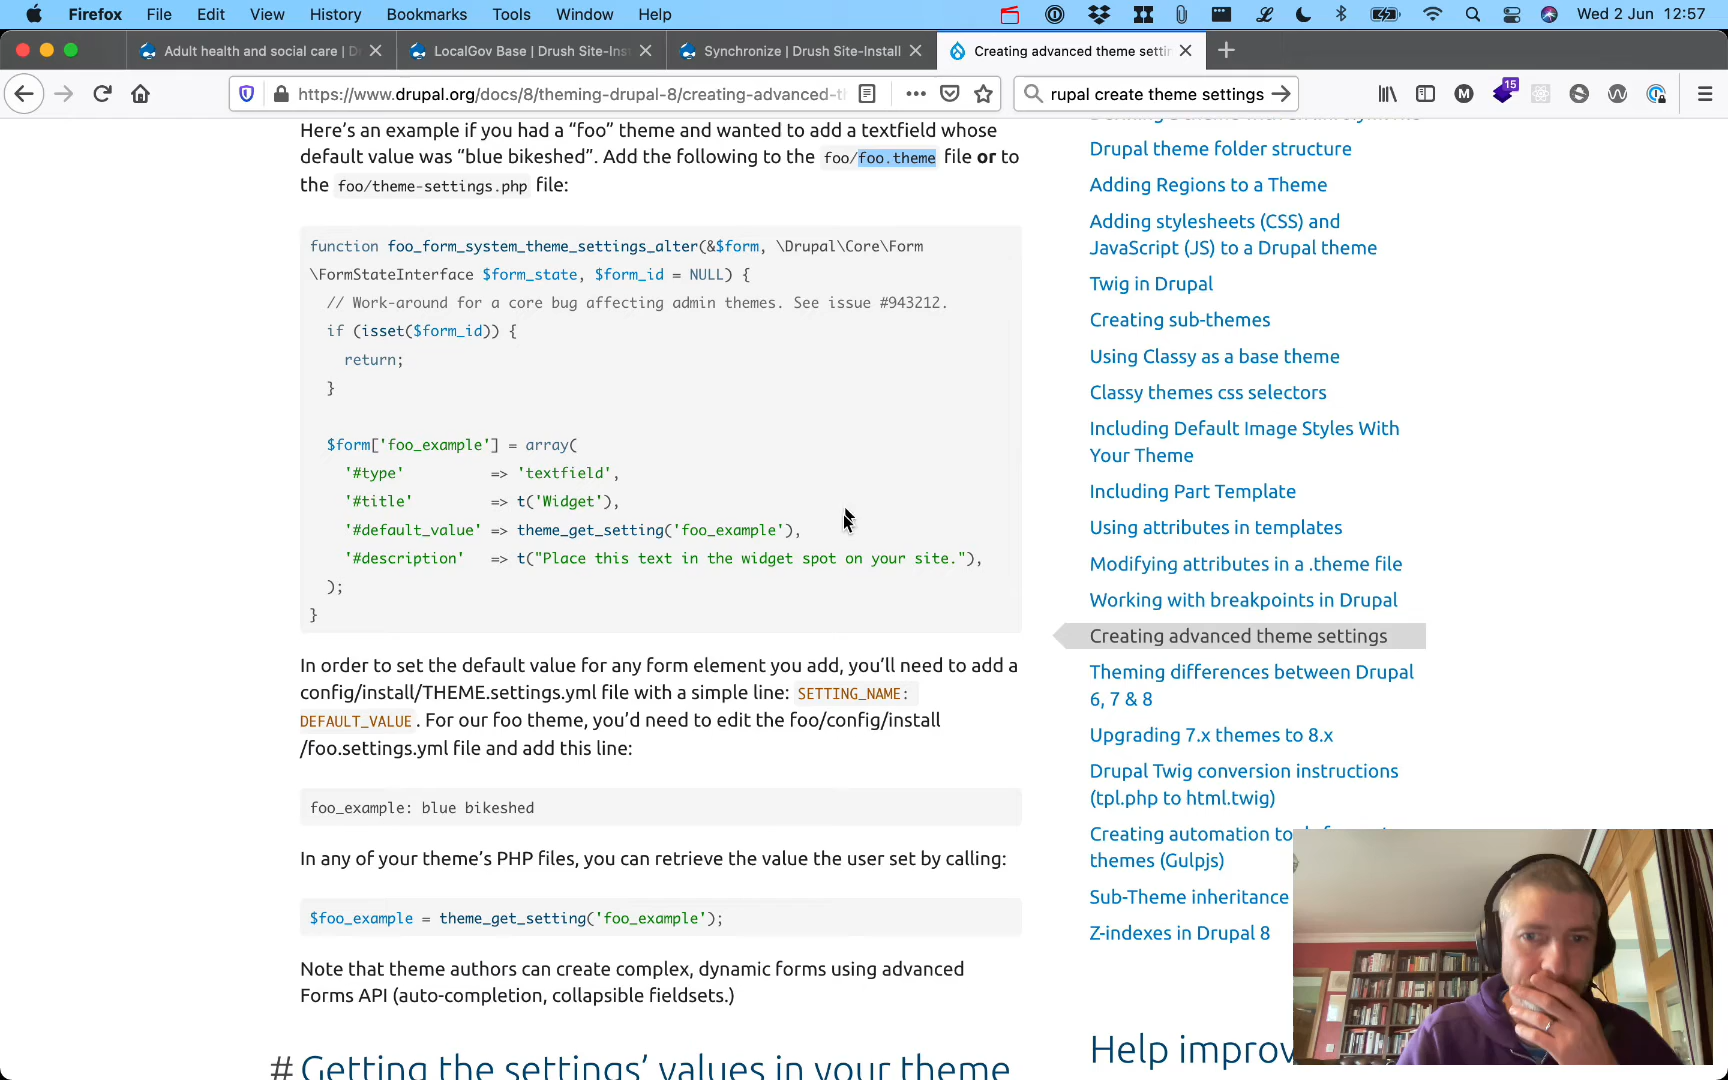 Firefox File Edit View History Bookmarks Tools Window Help Wed 2 Jun 12:57
Adult health and social care | D
LocalGov Base | Drush Site-Ins
Synchronize | Drush Site-Install
Creating advanced theme settin
https://www.drupal.org/docs/8/theming-drupal-8/creating-advanced-t
rupal create theme settings
15
Here's an example if you had a “foo” theme and wanted to add a textfield whose
default value was “blue bikeshed”. Add the following to the foo/foo.theme file or to
the foo/theme-settings.php file:
function foo_form_system_theme_settings_alter(&$form, \Drupal\Core\Form
\FormStateInterface $form_state, $form_id = NULL) {
// Work-around for a core bug affecting admin themes. See issue #943212.
if (isset($form_id)) {
return;
}
$form['foo_example'] = array(
'#type' => 'textfield',
'#title' => t('Widget'),
'#default_value' => theme_get_setting('foo_example'),
'#description' => t("Place this text in the widget spot on your site."),
);
}
In order to set the default value for any form element you add, you'll need to add a
config/install/THEME.settings.yml file with a simple line: SETTING_NAME:
DEFAULT_VALUE. For our foo theme, you'd need to edit the foo/config/install
/foo.settings.yml file and add this line:
foo_example: blue bikeshed
In any of your theme's PHP files, you can retrieve the value the user set by calling:
$foo_example = theme_get_setting('foo_example');
Note that theme authors can create complex, dynamic forms using advanced
Forms API (auto-completion, collapsible fieldsets.)
# Getting the settings' values in your theme
Drupal theme folder structure
Adding Regions to a Theme
Adding stylesheets (CSS) and
JavaScript (JS) to a Drupal theme
Twig in Drupal
Creating sub-themes
Using Classy as a base theme
Classy themes css selectors
Including Default Image Styles With
Your Theme
Including Part Template
Using attributes in templates
Modifying attributes in a .theme file
Working with breakpoints in Drupal
Creating advanced theme settings
Theming differences between Drupal
6, 7 & 8
Upgrading 7.x themes to 8.x
Drupal Twig conversion instructions
(tpl.php to html.twig)
Creating automation to
themes (Gulpjs)
Sub-Theme inheritance
Z-indexes in Drupal 8
Help improv